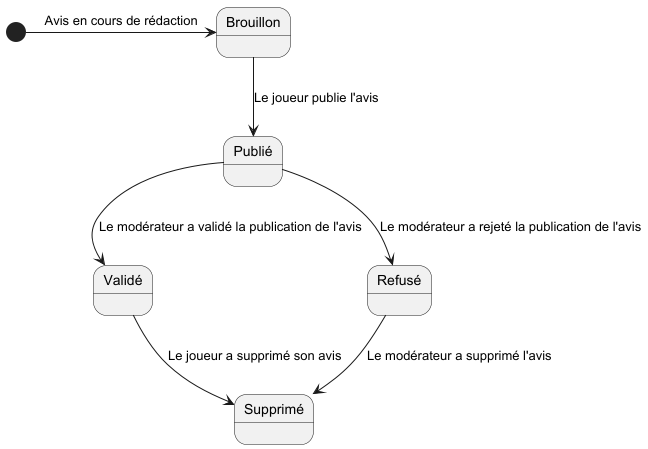 Avis en cours de rédaction
Brouillon
Le joueur publie l'avis
Publié
Le modérateur a validé la publication de l'avis
Le modérateur a rejeté la publication de l'avis
Validé
Refusé
Le joueur a supprimé son avis
Le modérateur a supprimé l'avis
Supprimé